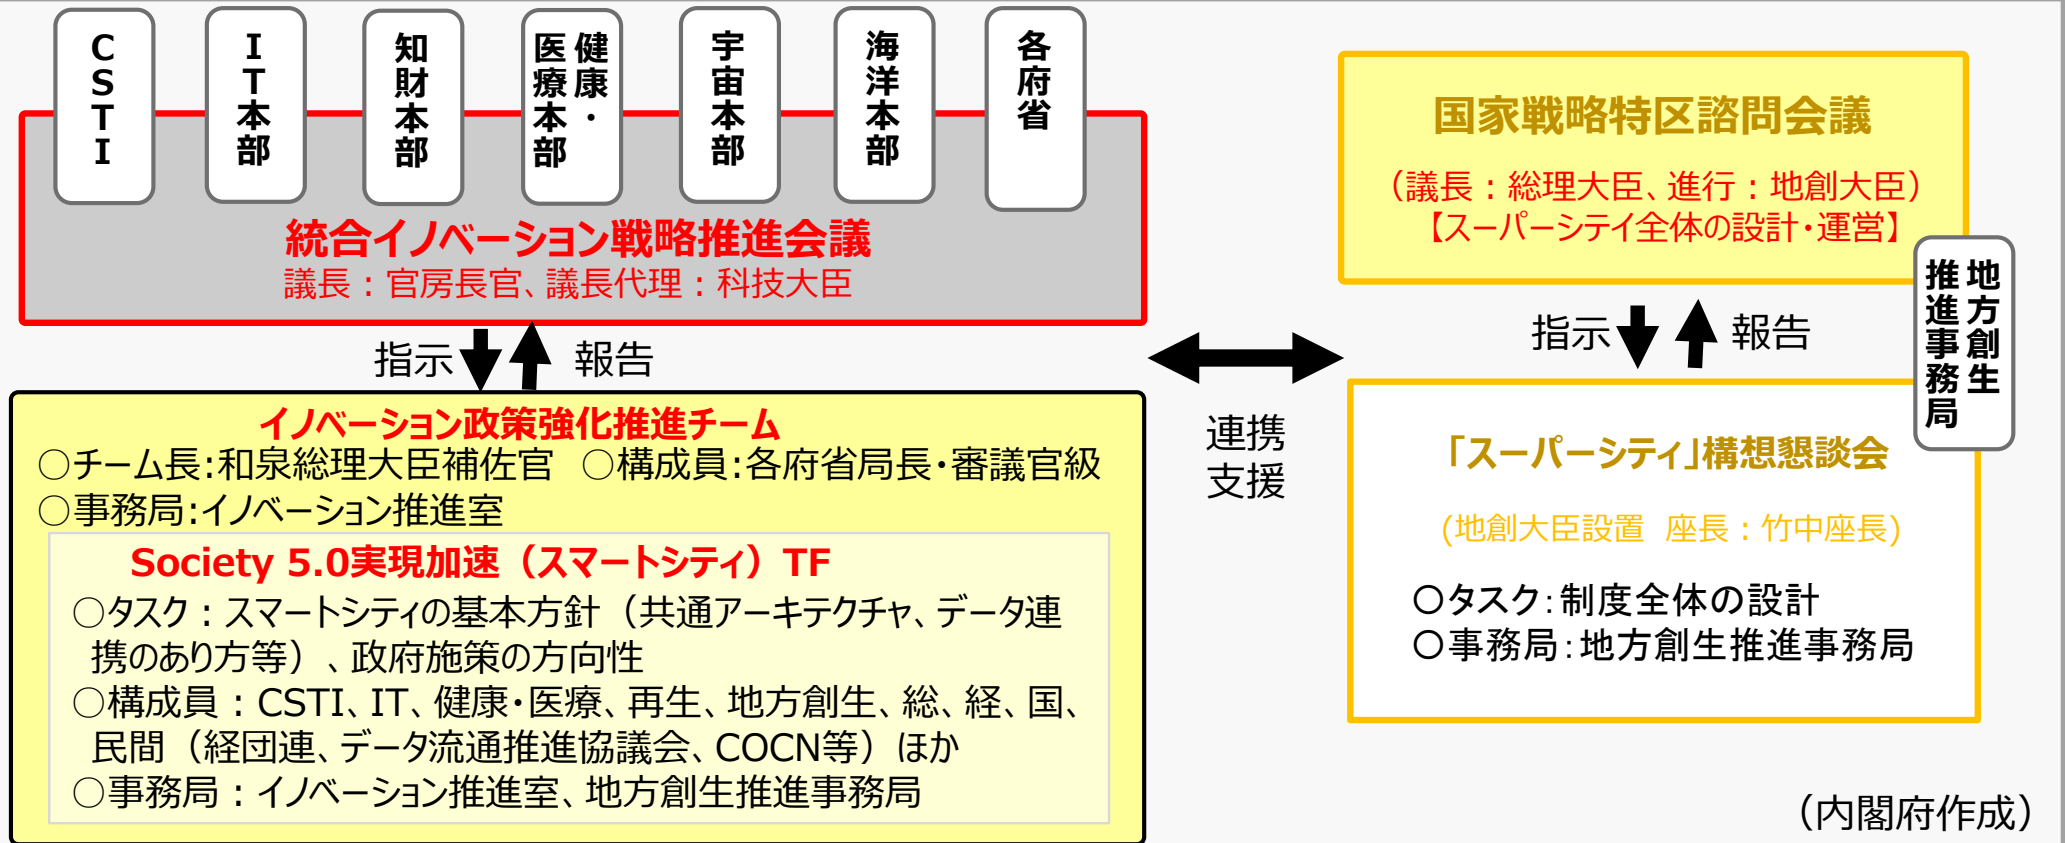 CSTI
IT本部
知財本部
健康・
医療本部
宇宙本部
海洋本部
各府省
統合イノベーション戦略推進会議
議長：官房長官、議長代理：科技大臣
指示
報告
イノベーション政策強化推進チーム
○チーム長:和泉総理大臣補佐官　○構成員:各府省局長・審議官級
○事務局:イノベーション推進室
Society 5.0実現加速（スマートシティ）TF
○タスク：スマートシティの基本方針（共通アーキテクチャ、データ連
携のあり方等）、政府施策の方向性
○構成員：CSTI、IT、健康・医療、再生、地方創生、総、経、国、
民間（経団連、データ流通推進協議会、COCN等）ほか
○事務局：イノベーション推進室、地方創生推進事務局
連携
支援
国家戦略特区諮問会議
（議長：総理大臣、進行：地創大臣）
【スーパーシテイ全体の設計・運営】
地方創生
推進事務局
指示
報告
「スーパーシティ」構想懇談会
(地創大臣設置　座長：竹中座長)
○タスク：制度全体の設計
○事務局：地方創生推進事務局
（内閣府作成）